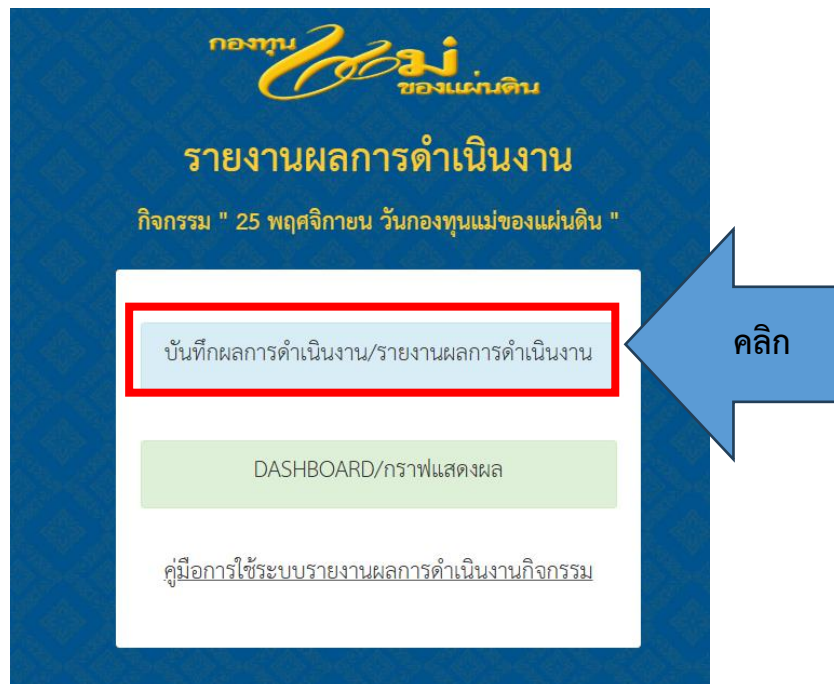 กองทุนแม่
ของแผ่นดิน
รายงานผลการดำเนินงาน
กิจกรรม " 25 พฤศจิกายน วันกองทุนแม่ของแผ่นดิน "
บันทึกผลการดำเนินงาน/รายงานผลการดำเนินงาน
คลิก
DASHBOARD/กราฟแสดงผล
คู่มือการใช้ระบบรายงานผลการดำเนินงานกิจกรรม